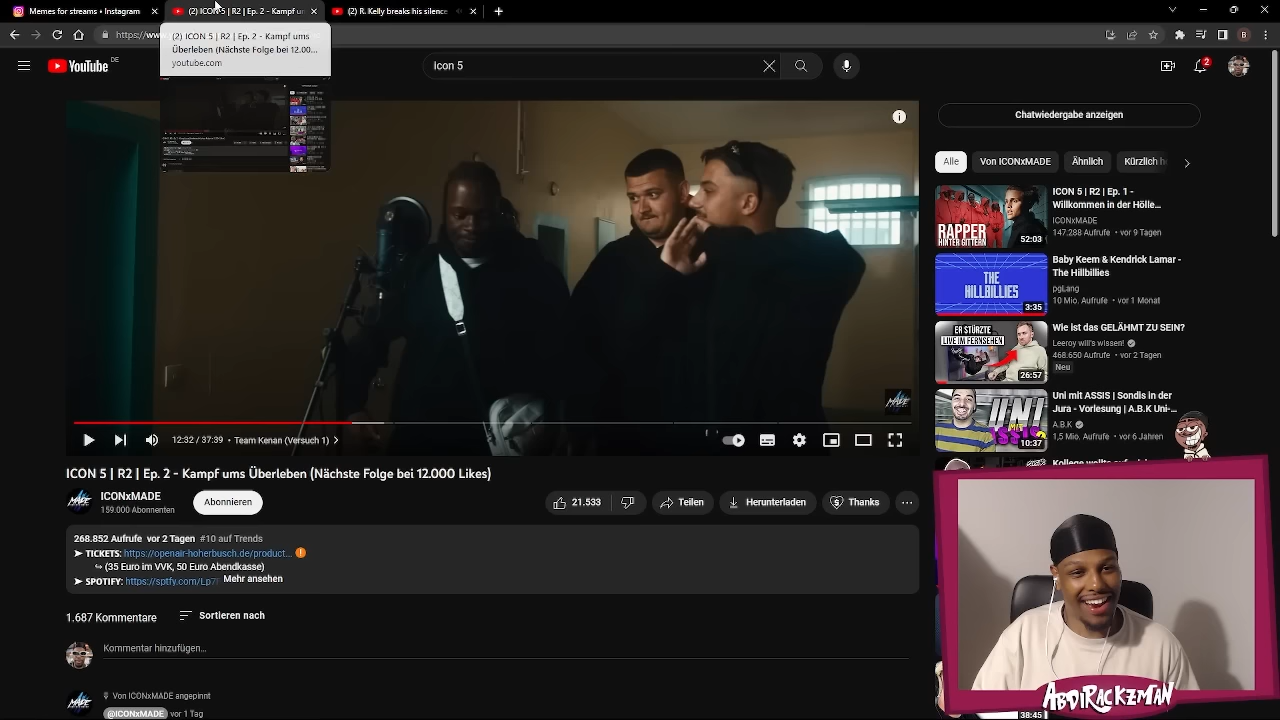 Memes for streams • Instagram
(2) ICON 5 | R2 | Ep. 2 - Kampf um
(2) R. Kelly breaks his silence
https://ww
(2) ICON 5 | R2 | Ep. 2 - Kampf ums
Überleben (Nächste Folge bei 12.00...
youtube.com
YouTube
DE
Icon 5
2
B
Chatwiedergabe anzeigen
Alle
Von ICONxMADE
Ähnlich
Kürzlich h
ICON 5 | R2 | Ep. 1 -
Willkommen in der Hölle..
ICONxMADE
147.288 Aufrufe • vor 9 Tagen
RAPPER
HINTER GITTERN
52:03
Baby Keem & Kendrick Lamar -
The Hillbillies
pgLang
10 Mio. Aufrufe • vor 1 Monat
THE
HILLBILLIES
3:35
Wie ist das GELÄHMT ZU SEIN?
Leeroy will's wissen!
468.650 Aufrufe • vor 2 Tagen
Neu
ER STÜRZTE
LIVE IM FERNSEHEN
26:57
Uni mit ASSIS | Sondis in der
Jura - Vorlesung | A.B.K Uni-...
A.B.K
1,5 Mio. Aufrufe • vor 6 Jahren
10:37
MADE
12:32 / 37:39 • Team Kenan (Versuch 1)
ICON 5 | R2 | Ep. 2 - Kampf ums Überleben (Nächste Folge bei 12.000 Likes)
ICONxMADE
159.000 Abonnenten
Abonnieren
21.533
Teilen
Herunterladen
Thanks
268.852 Aufrufe vor 2 Tagen #10 auf Trends
➤ TICKETS: https://openair-hoherbusch.de/product...
↪ (35 Euro im VVK, 50 Euro Abendkasse)
➤ SPOTIFY: https://sptfy.com/Lp7
Mehr ansehen
1.687 Kommentare
Sortieren nach
Kommentar hinzufügen...
Von ICONxMADE angepinnt
@ICONxMADE vor 1 Tag
ABDIRACKZMAN
38:45